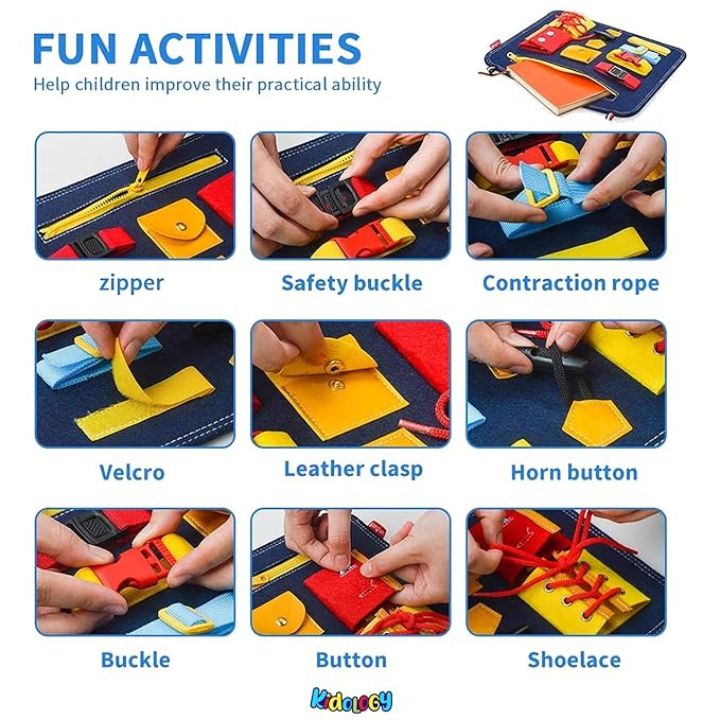 FUN ACTIVITIES
Help children improve their practical ability
zipper
Safety buckle
Contraction rope
Velcro
Leather clasp
Horn button
Buckle
Button
Shoelace
KidoLogy